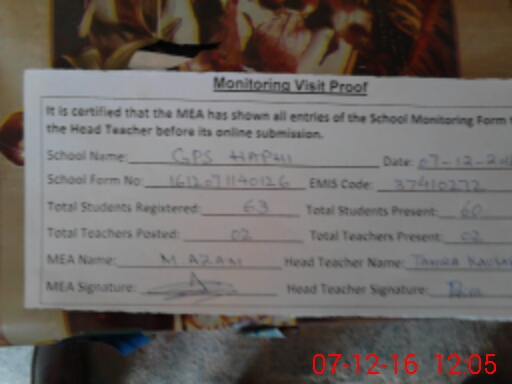 Monitoring Visit Proof
It is certified that the MEA has shown all entries of the School Monitoring Form
the Head Teacher before its online submission.
School Name: GPS HAPHI Date: 07-12-20
School Form No: 1612071140126 EMIS Code: 37410272
Total Students Registered: 63 Total Students Present: 60
Total Teachers Posted: 02 Total Teachers Present: 02
MEA Name: M AZAM Head Teacher Name:
MEA Signature: Head Teacher Signature:
07-12-16 12:05